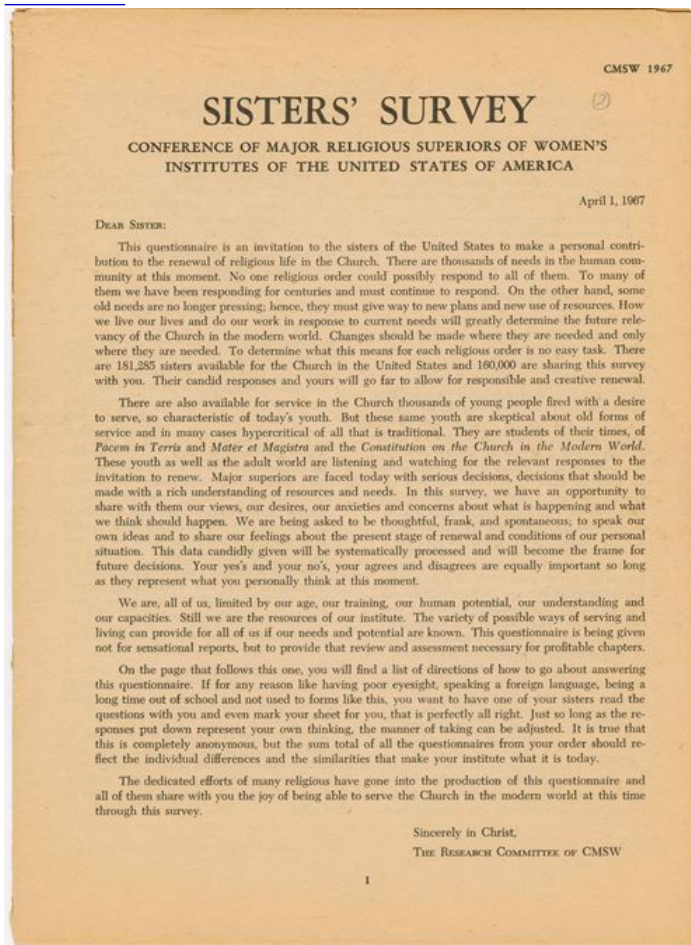 CMSW 1967
SISTERS' SURVEY
(2)
CONFERENCE OF MAJOR RELIGIOUS SUPERIORS OF WOMEN'S
INSTITUTES OF THE UNITED STATES OF AMERICA
April 1, 1967
DEAR SISTER:
This questionnaire is an invitation to the sisters of the United States to make a personal contri-
bution to the renewal of religious life in the Church. There are thousands of needs in the human com-
munity at this moment. No one religious order could possibly respond to all of them. To many of
them we have been responding for centuries and must continue to respond. On the other hand, some
old needs are no longer pressing; hence, they must give way to new plans and new use of resources. How
we live our lives and do our work in response to current needs will greatly determine the future rele-
vancy of the Church in the modern world. Changes should be made where they are needed and only
where they are needed. To determine what this means for each religious order is no easy task. There
are 181,285 sisters available for the Church in the United States and 160,000 are sharing this survey
with you. Their candid responses and yours will go far to allow for responsible and creative renewal.
There are also available for service in the Church thousands of young people fired with a desire
to serve, so characteristic of today's youth. But these same youth are skeptical about old forms of
service and in many cases hypercritical of all that is traditional. They are students of their times, of
Pacem in Terris and Mater et Magistra and the Constitution on the Church in the Modern World.
These youth as well as the adult world are listening and watching for the relevant responses to the
invitation to renew. Major superiors are faced today with serious decisions, decisions that should be
made with a rich understanding of resources and needs. In this survey, we have an opportunity to
share with them our views, our desires, our anxieties and concerns about what is happening and what
we think should happen. We are being asked to be thoughtful, frank, and spontaneous; to speak our
own ideas and to share our feelings about the present stage of renewal and conditions of our personal
situation. This data candidly given will be systematically processed and will become the frame for
future decisions. Your yes's and your no's, your agrees and disagrees are equally important so long
as they represent what you personally think at this moment.
We are, all of us, limited by our age, our training, our human potential, our understanding and
our capacities. Still we are the resources of our institute. The variety of possible ways of serving and
living can provide for all of us if our needs and potential are known. This questionnaire is being given
not for sensational reports, but to provide that review and assessment necessary for profitable chapters.
On the page that follows this one, you will find a list of directions of how to go about answering
this questionnaire. If for any reason like having poor eyesight, speaking a foreign language, being a
long time out of school and not used to forms like this, you want to have one of your sisters read the
questions with you and even mark your sheet for you, that is perfectly all right. Just so long as the re-
sponses put down represent your own thinking, the manner of taking can be adjusted. It is true that
this is completely anonymous, but the sum total of all the questionnaires from your order should re-
flect the individual differences and the similarities that make your institute what it is today.
The dedicated efforts of many religious have gone into the production of this questionnaire and
all of them share with you the joy of being able to serve the Church in the modern world at this time
through this survey.
Sincerely in Christ,
THE RESEARCH COMMITTEE OF CMSW
1